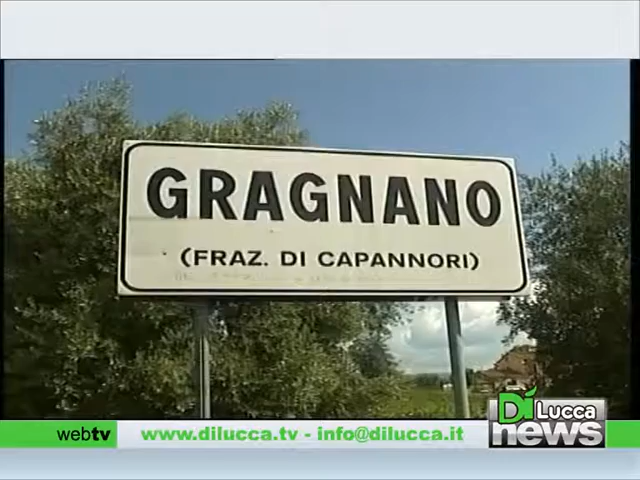 GRAGNANO
(FRAZ. DI CAPANNORI)
Di Lucca
news
webtv
www.dilucca.tv - info@dilucca.it